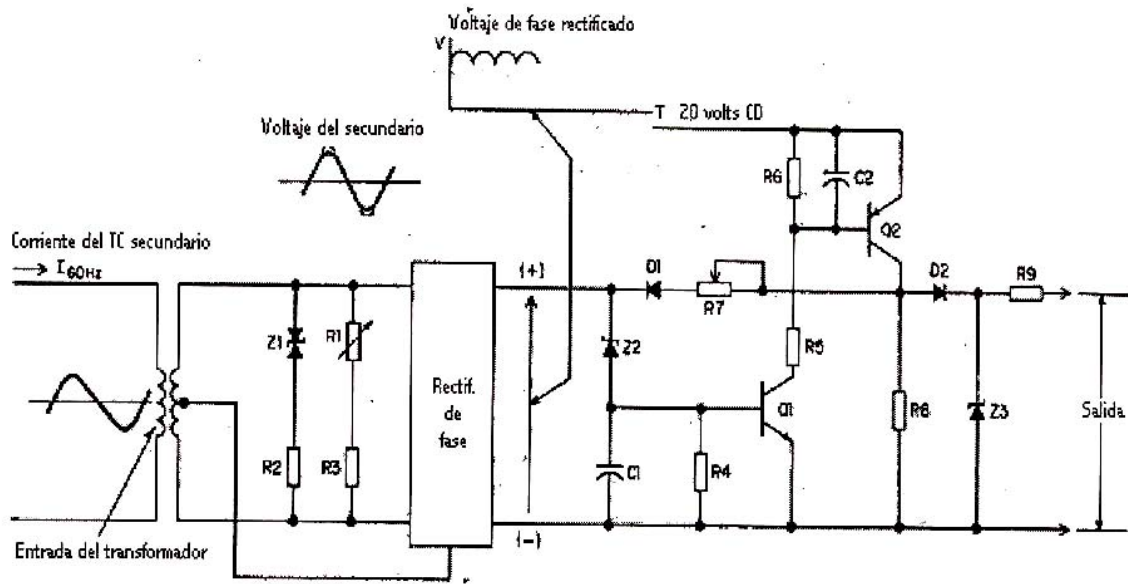 Voltaje de fase rectificado
V
T 20 volts CD
Voltaje del secundario
R6
C2
Q2
Corriente del TC secundario
I60Hz
(+)
D1
R7
D2
R9
Z1
R1
Z2
R5
Rectif.
de
fase
Q1
R8
Z3
Salida
R2
R3
C1
R4
(-)
Entrada del transformador